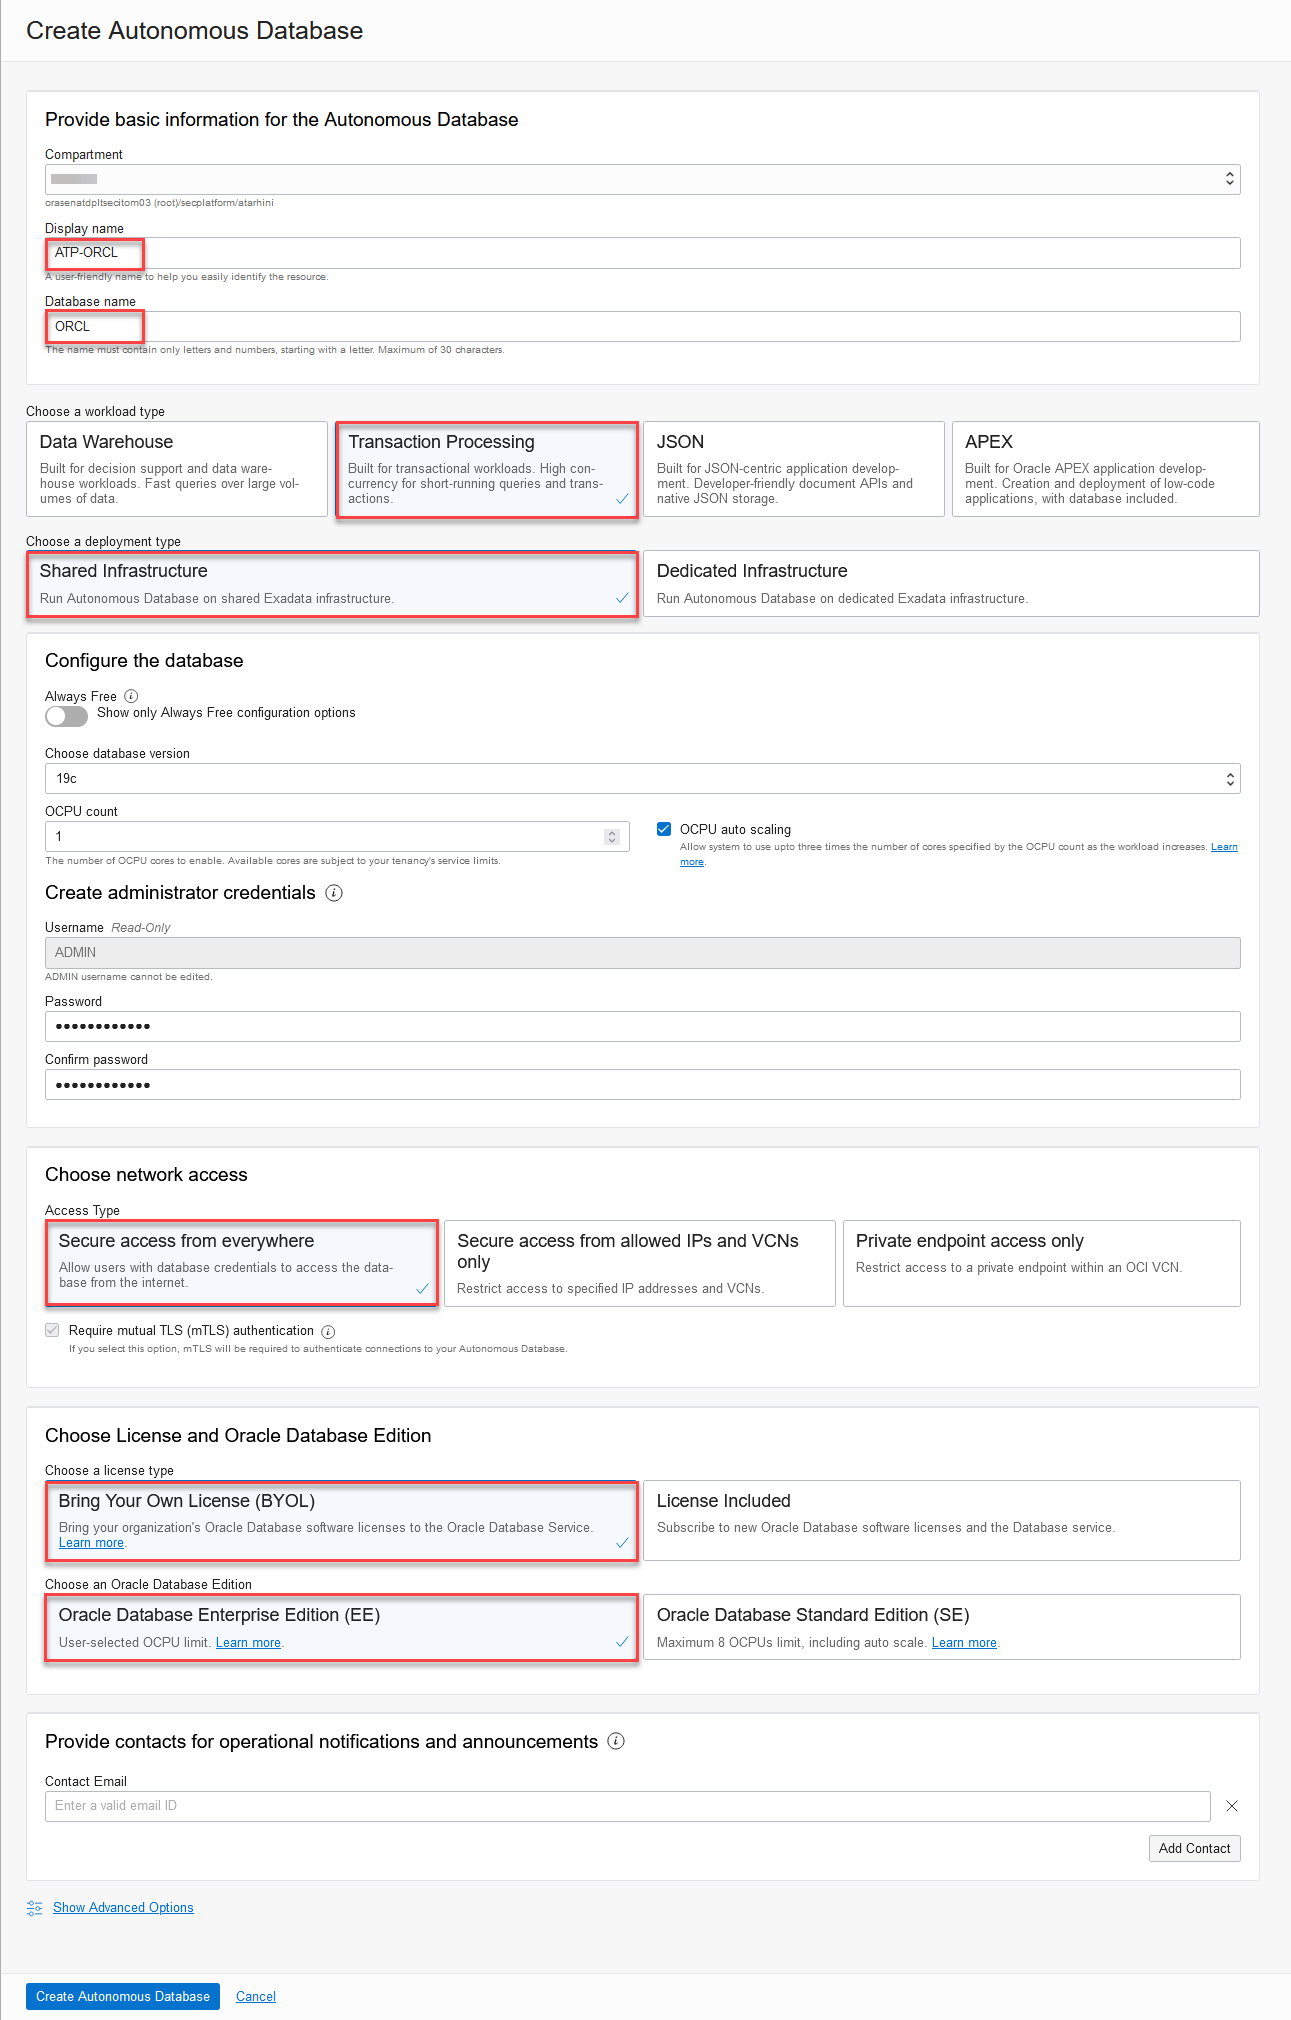 Create Autonomous Database
Provide basic information for the Autonomous Database
Compartment
orasenatdpltsecitom03 (root)/secplatform/atarhini
Display name
ATP-ORCL
A user-friendly name to help you easily identify the resource.
Database name
ORCL
The name must contain only letters and numbers, starting with a letter. Maximum of 30 characters.
Choose a workload type
Data Warehouse
Built for decision support and data ware-
house workloads. Fast queries over large vol-
umes of data.
Transaction Processing
Built for transactional workloads. High con-
currency for short-running queries and trans-
actions.
JSON
Built for JSON-centric application develop-
ment. Developer-friendly document APIs and
native JSON storage.
APEX
Built for Oracle APEX application develop-
ment. Creation and deployment of low-code
applications, with database included.
Choose a deployment type
Shared Infrastructure
Run Autonomous Database on shared Exadata infrastructure.
Dedicated Infrastructure
Run Autonomous Database on dedicated Exadata infrastructure.
Configure the database
Always Free
Show only Always Free configuration options
Choose database version
19c
OCPU count
1
The number of OCPU cores to enable. Available cores are subject to your tenancy's service limits.
OCPU auto scaling
Allow system to use upto three times the number of cores specified by the OCPU count as the workload increases. Learn
more.
Create administrator credentials
Username Read-Only
ADMIN
ADMIN username cannot be edited.
Password
••••••••••••
Confirm password
••••••••••••
Choose network access
Access Type
Secure access from everywhere
Allow users with database credentials to access the data-
base from the internet.
Secure access from allowed IPs and VCNs
only
Restrict access to specified IP addresses and VCNs.
Private endpoint access only
Restrict access to a private endpoint within an OCI VCN.
Require mutual TLS (mTLS) authentication
If you select this option, mTLS will be required to authenticate connections to your Autonomous Database.
Choose License and Oracle Database Edition
Choose a license type
Bring Your Own License (BYOL)
Bring your organization's Oracle Database software licenses to the Oracle Database Service.
Learn more.
License Included
Subscribe to new Oracle Database software licenses and the Database service.
Choose an Oracle Database Edition
Oracle Database Enterprise Edition (EE)
User-selected OCPU limit. Learn more.
Oracle Database Standard Edition (SE)
Maximum 8 OCPUs limit, including auto scale. Learn more.
Provide contacts for operational notifications and announcements
Contact Email
Enter a valid email ID
Add Contact
Show Advanced Options
Create Autonomous Database
Cancel